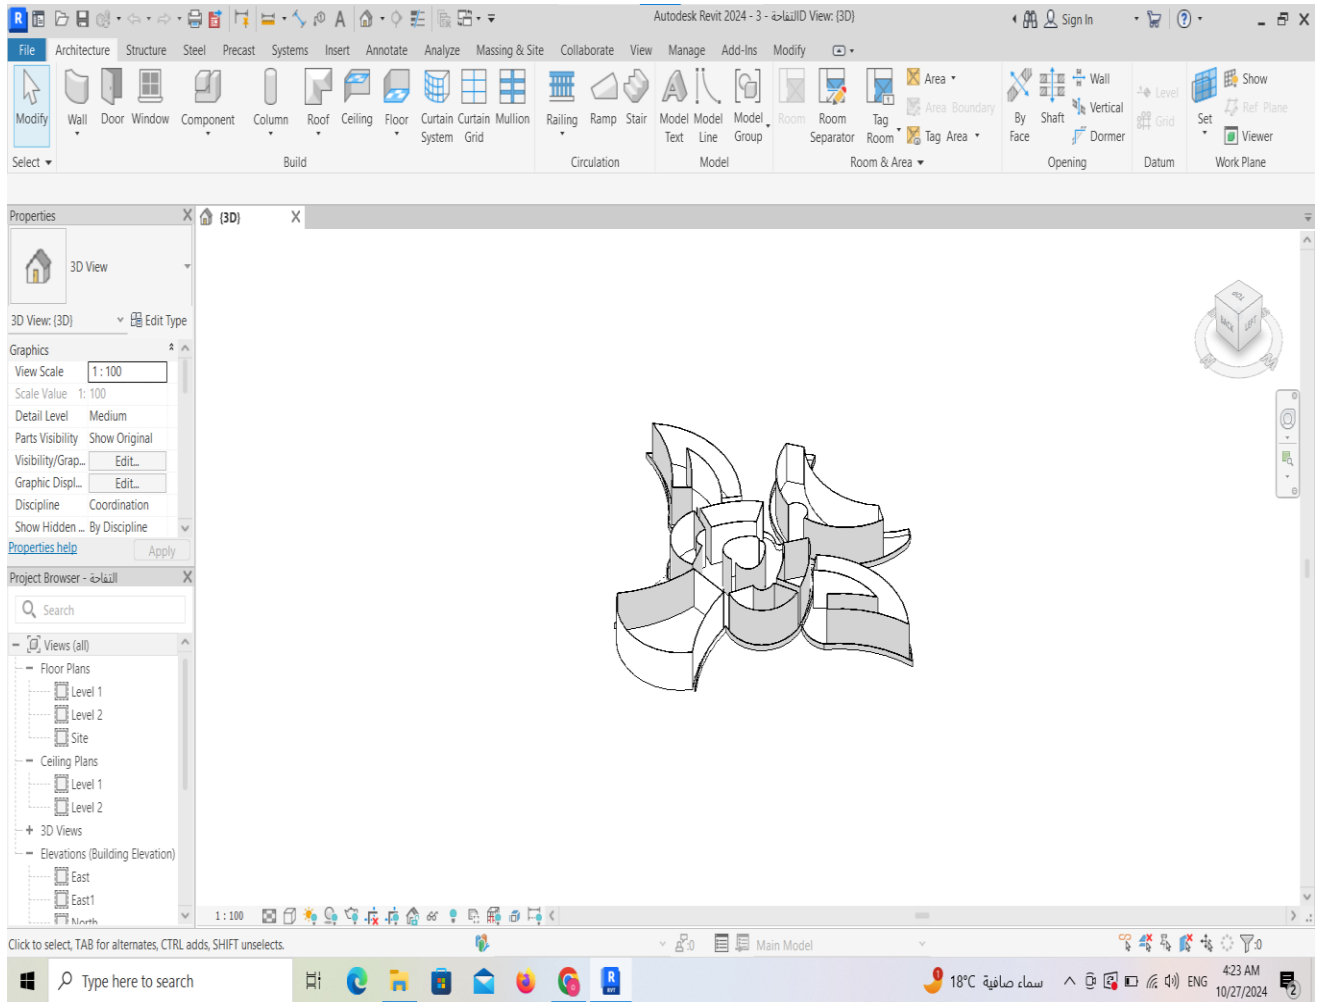 Autodesk Revit 2024 - 3 - التفاحةD View: {3D}
Sign In
File Architecture Structure Steel Precast Systems Insert Annotate Analyze Massing & Site Collaborate View Manage Add-Ins Modify
Modify Wall Door Window Component Column Roof Ceiling Floor Curtain System Curtain Grid Mullion Railing Ramp Stair Model Text Model Line Model Group Room Room Separator Tag Room
Area
Area Boundary
Tag Area
By Face Shaft
Wall
Vertical
Dormer
Level
Grid
Set
Show
Ref Plane
Viewer
Select Build Circulation Model Room & Area Opening Datum Work Plane
Properties
{3D}
3D View
3D View: {3D} Edit Type
Graphics
View Scale 1 : 100
Scale Value 1: 100
Detail Level Medium
Parts Visibility Show Original
Visibility/Grap... Edit...
Graphic Displ... Edit...
Discipline Coordination
Show Hidden ... By Discipline
Properties help Apply
TOP
BACK LEFT
Project Browser - التفاحة
Search
Views (all)
Floor Plans
Level 1
Level 2
Site
Ceiling Plans
Level 1
Level 2
3D Views
Elevations (Building Elevation)
East
East1
North
1 : 100
Click to select, TAB for alternates, CTRL adds, SHIFT unselects.
:0 Main Model :0
Type here to search
18°C سماء صافية
ENG
4:23 AM
10/27/2024